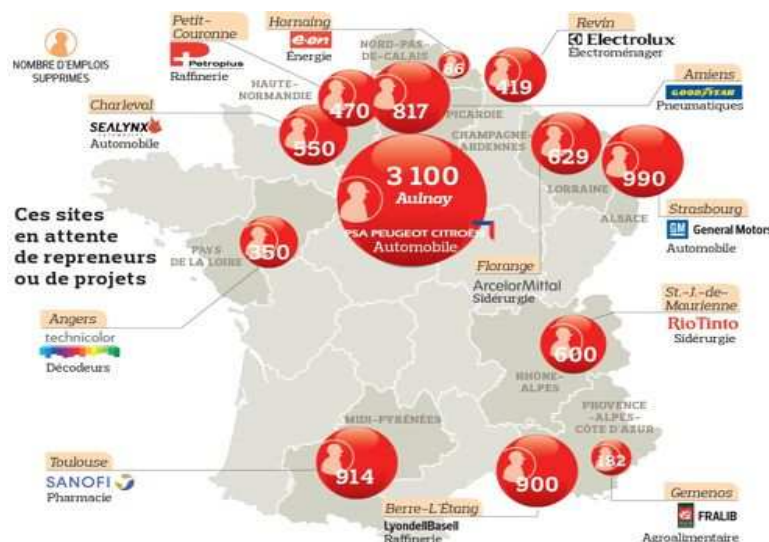 NOMBRE D'EMPLOIS
SUPPRIMÉS
Petit-
Couronne
Petroplus
Raffinerie
Hornaing
e-on
Énergie
Revin
Electrolux
Électroménager
Amiens
GOODYEAR
Pneumatiques
Charleval
SEALYNX
Automobile
HAUTE-
NORMANDIE
NORD-PAS-
DE-CALAIS
PICARDIE
CHAMPAGNE-
ARDENNES
LORRAINE
ALSACE
86
419
470
817
550
629
990
3 100
Aulnay
PSA PEUGEOT CITROËN
Automobile
Strasbourg
GM General Motors
Automobile
Ces sites
en attente
de repreneurs
ou de projets
PAYS
DE LA LOIRE
350
Florange
ArcelorMittal
Sidérurgie
Angers
technicolor
Décodeurs
St.-J.-de-
Maurienne
RioTinto
Sidérurgie
600
RHÔNE-
ALPES
PROVENCE
-ALPES-
CÔTE D'AZUR
MIDI-PYRÉNÉES
Toulouse
SANOFI
Pharmacie
914
900
182
Berre-L'Étang
LyondellBasell
Raffinerie
Gemenos
FRALIB
Agroalimentaire